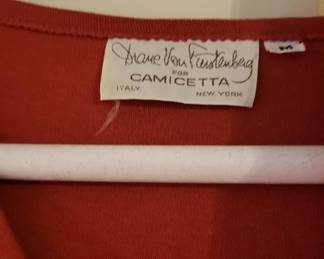 Diane Von Furstenberg
FOR
CAMICETTA
ITALY NEW YORK